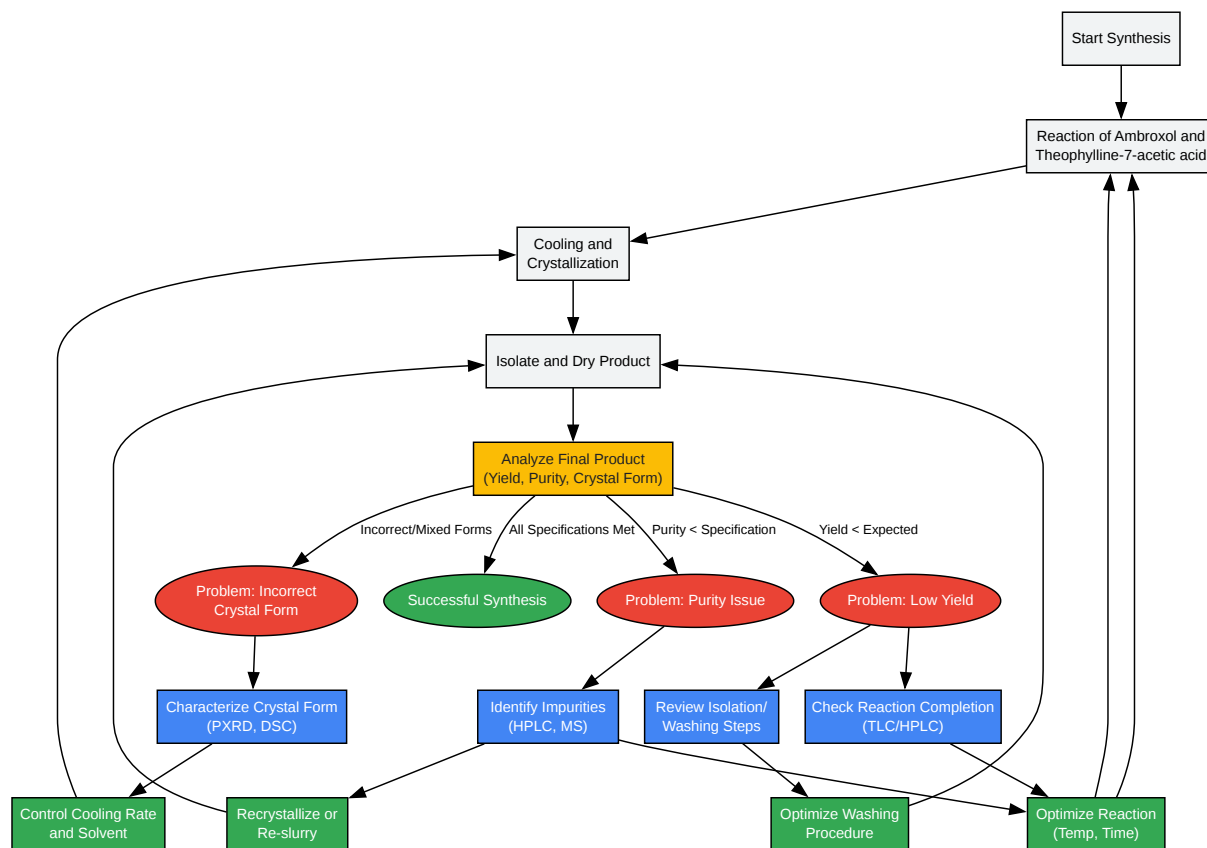 Start Synthesis
Reaction of Ambroxol and
Theophylline-7-acetic acid
Cooling and
Crystallization
Isolate and Dry Product
Analyze Final Product
(Yield, Purity, Crystal Form)
Incorrect/Mixed Forms
All Specifications Met
Purity < Specification
Yield < Expected
Problem: Incorrect
Crystal Form
Successful Synthesis
Problem: Purity Issue
Problem: Low Yield
Characterize Crystal Form
(PXRD, DSC)
Identify Impurities
(HPLC, MS)
Review Isolation/
Washing Steps
Check Reaction Completion
(TLC/HPLC)
Control Cooling Rate
and Solvent
Recrystallize or
Re-slurry
Optimize Washing
Procedure
Optimize Reaction
(Temp, Time)